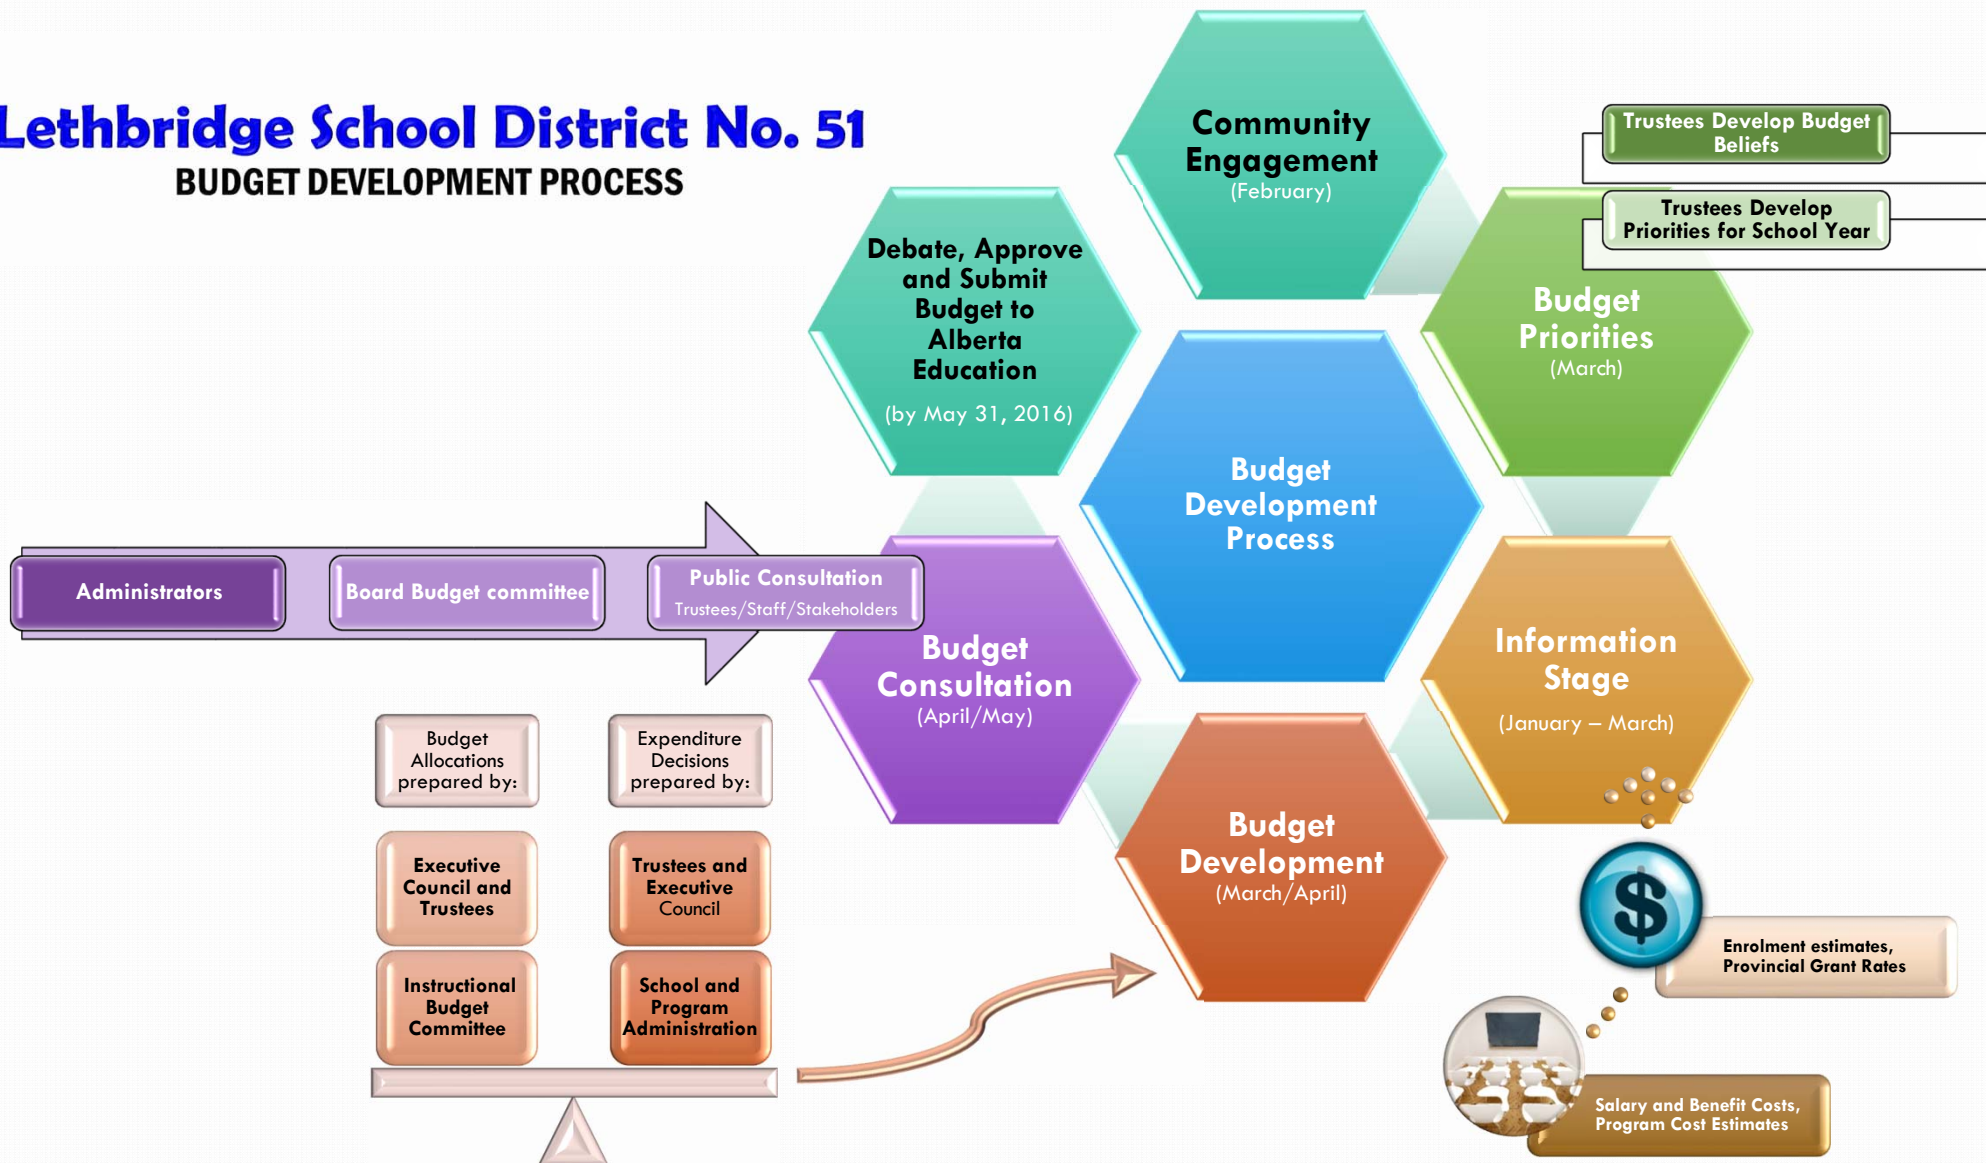 Lethbridge School District No. 51
BUDGET DEVELOPMENT PROCESS
Community
Engagement
(February)
Trustees Develop Budget
Beliefs
Trustees Develop
Priorities for School Year
Budget
Priorities
(March)
Debate, Approve
and Submit
Budget to
Alberta
Education
(by May 31, 2016)
Budget
Development
Process
Administrators
Board Budget committee
Public Consultation
Trustees/Staff/Stakeholders
Budget
Consultation
(April/May)
Information
Stage
(January – March)
Budget
Development
(March/April)
Budget
Allocations
prepared by:
Expenditure
Decisions
prepared by:
Executive
Council and
Trustees
Trustees and
Executive
Council
Instructional
Budget
Committee
School and
Program
Administration
$
Enrolment estimates,
Provincial Grant Rates
Salary and Benefit Costs,
Program Cost Estimates